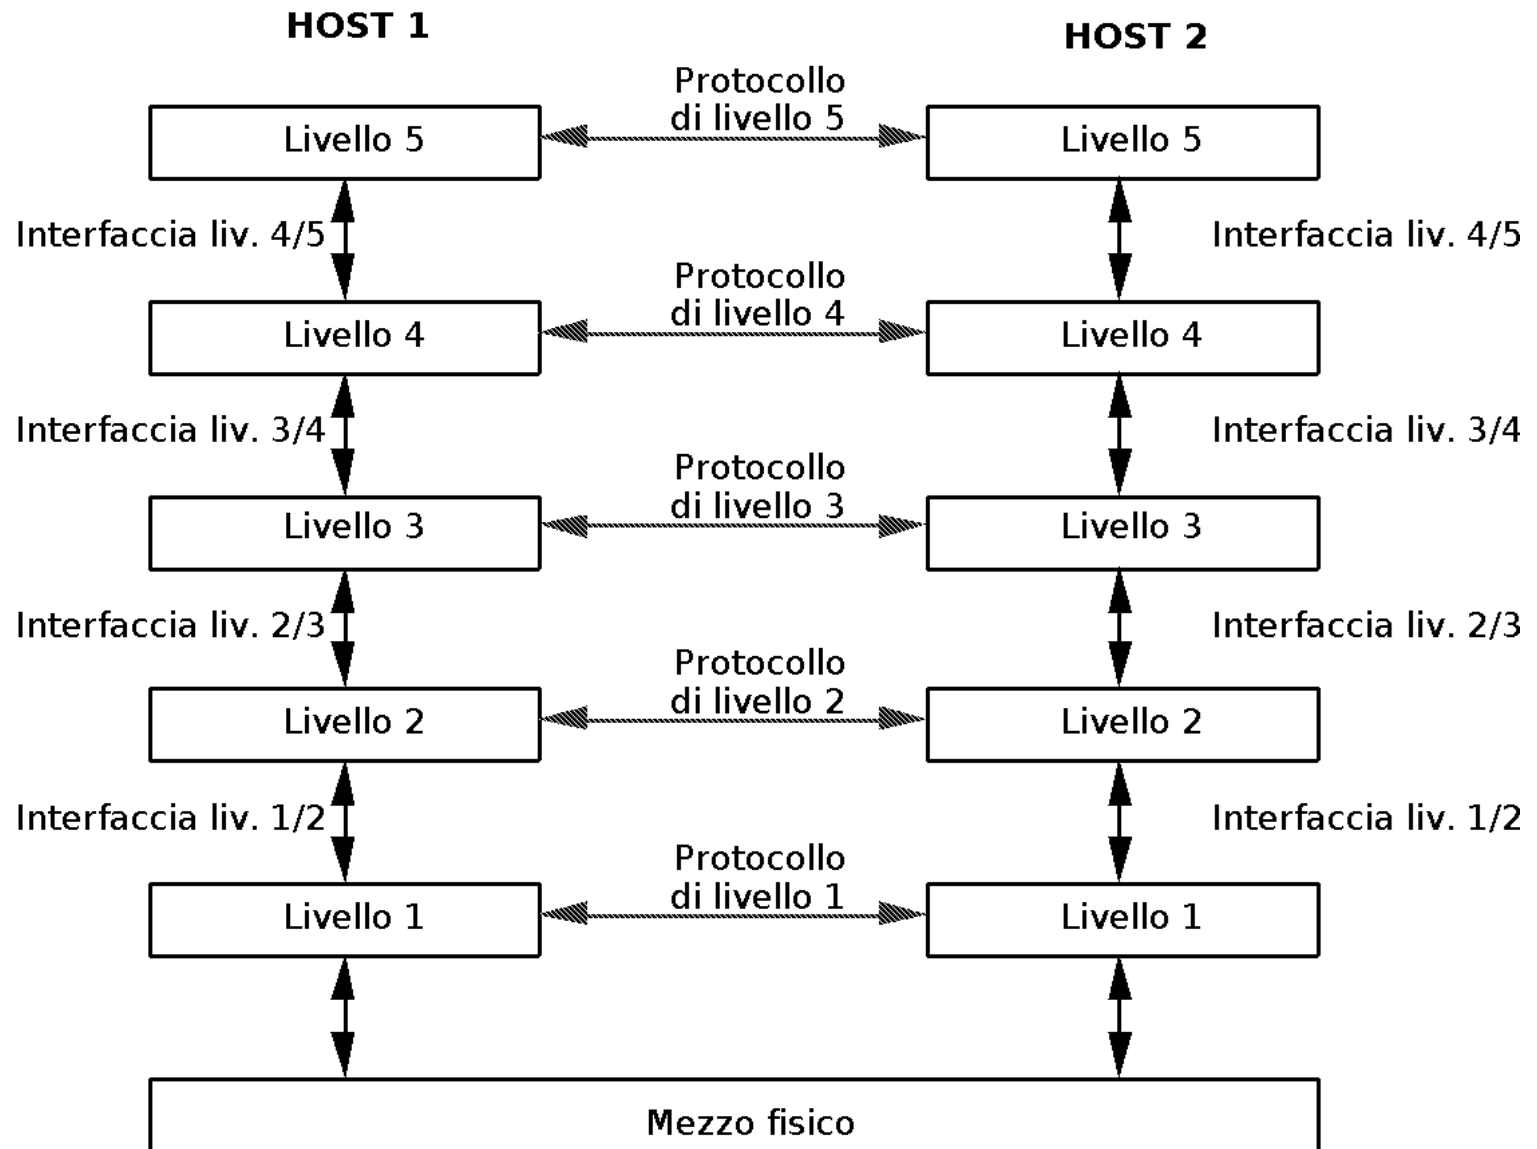 HOST 1
HOST 2
Protocollo
di livello 5
Livello 5
Livello 5
Interfaccia liv. 4/5
Interfaccia liv. 4/5
Protocollo
di livello 4
Livello 4
Livello 4
Interfaccia liv. 3/4
Interfaccia liv. 3/4
Protocollo
di livello 3
Livello 3
Livello 3
Interfaccia liv. 2/3
Interfaccia liv. 2/3
Protocollo
di livello 2
Livello 2
Livello 2
Interfaccia liv. 1/2
Interfaccia liv. 1/2
Protocollo
di livello 1
Livello 1
Livello 1
Mezzo fisico